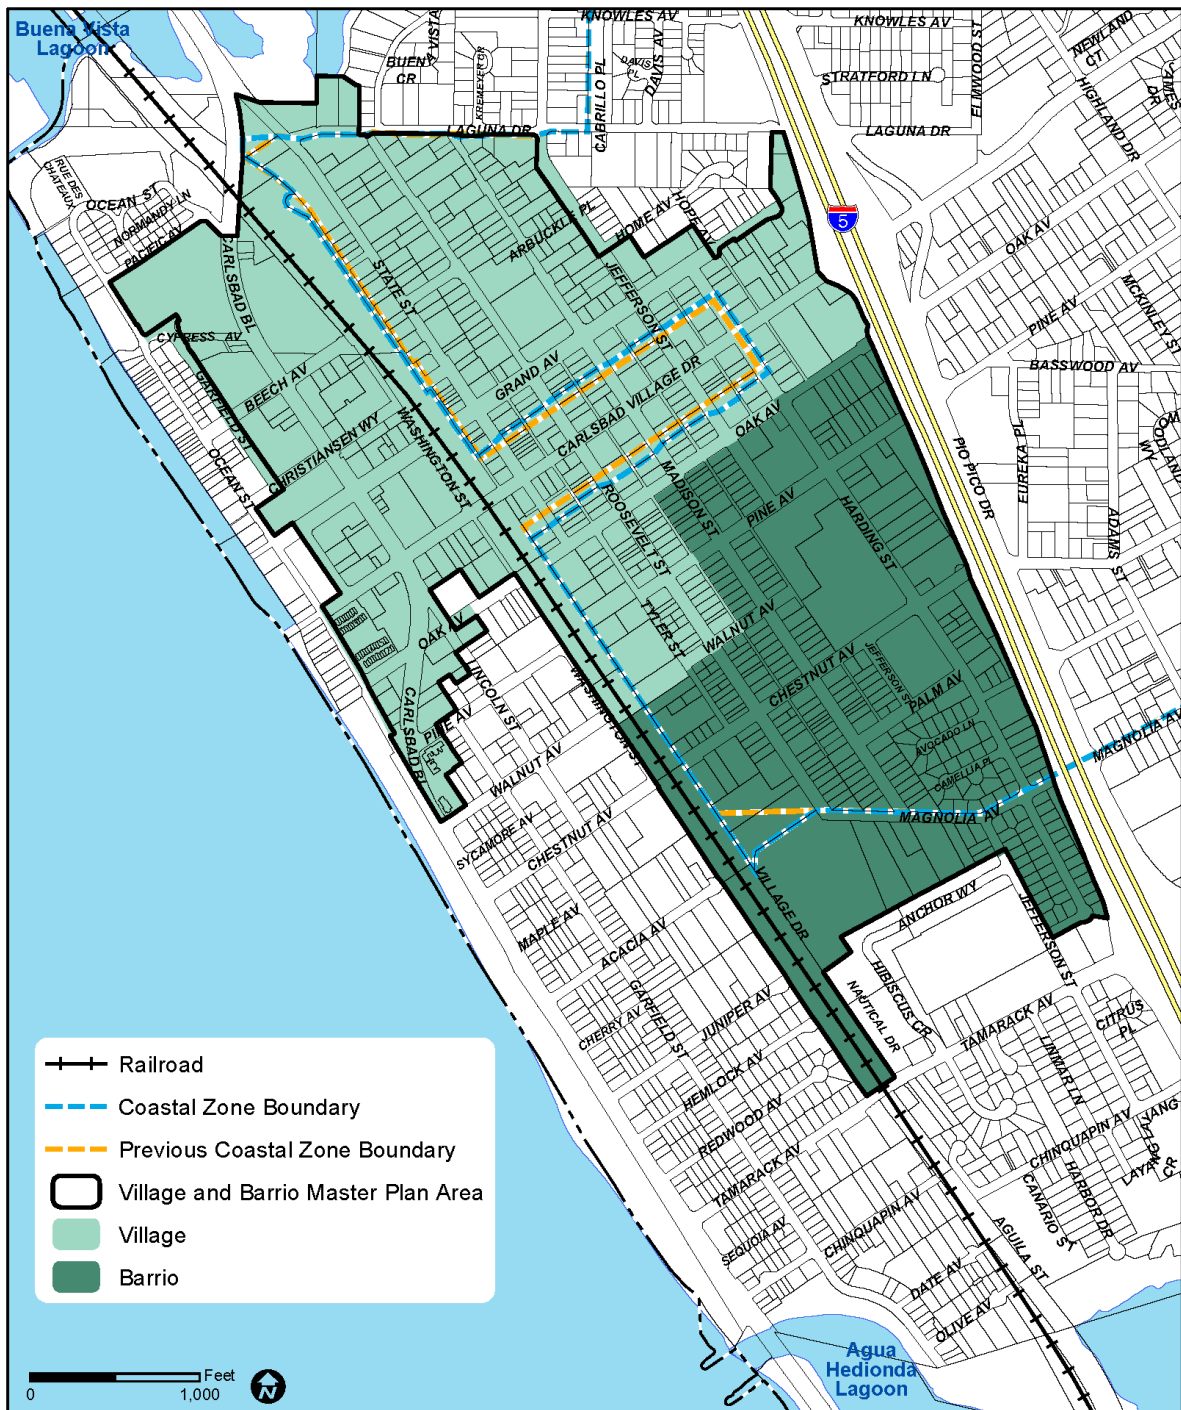 Buena Vista
Lagoon
KNOWLES AV
KNOWLES AV
NEWLAND
CT
BUENA VISTA
CR
KREMEYER CR
DAVIS
PL
DAVIS AV
CABRILLO PL
STRATFORD LN
ELMWOOD ST
HIGHLAND DR
JAMES
DR
LAGUNA DR
LAGUNA DR
RUE DES
CHATEAUX
OCEAN ST
NORMANDY LN
PACIFIC AV
CARLSBAD BL
STATE ST
ARBUCKLE PL
HOME AV
HOPE AV
5
OAK AV
JEFFERSON ST
MCKINLEY ST
PINE AV
CYPRESS AV
GARFIELD ST
BEECH AV
GRAND AV
CARLSBAD VILLAGE DR
BASSWOOD AV
WOODLAND
WY
OCEAN ST
CHRISTIANSEN WY
WASHINGTON ST
OAK AV
PIO PICO DR
EUREKA PL
ADAMS ST
ROOSEVELT ST
MADISON ST
PINE AV
HARDING ST
OAK AV
TYLER ST
WALNUT AV
CHESTNUT AV
JEFFERSON ST
PALM AV
LINCOLN ST
WASHINGTON ST
CARLSBAD BL
PINE AV
WALNUT AV
AVOCADO LN
CAMELLIA PL
MAGNOLIA AV
MAGNOLIA AV
SYCAMORE AV
CHESTNUT AV
VILLAGE DR
ANCHOR WY
JEFFERSON ST
MAPLE AV
ACACIA AV
HIBISCUS CR
NAUTICAL DR
GARFIELD ST
CHERRY AV
JUNIPER AV
TAMARACK AV
CITRUS
PL
LINMAR LN
HEMLOCK AV
REDWOOD AV
TAMARACK AV
CHINQUAPIN AV
HARBOR DR
CANARIO ST
SEQUOIA AV
CHINQUAPIN AV
AGUILA ST
DATE AV
OLIVE AV
Railroad
Coastal Zone Boundary
Previous Coastal Zone Boundary
Village and Barrio Master Plan Area
Village
Barrio
Feet
0 1,000
N
Agua
Hedionda
Lagoon